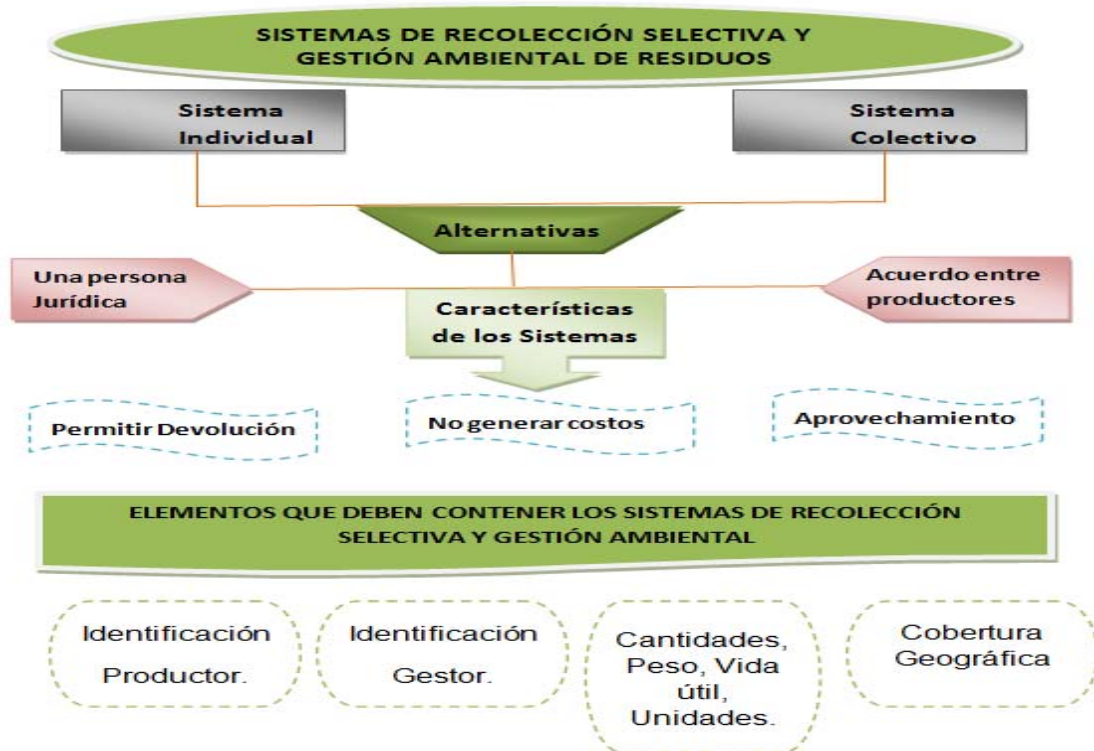 SISTEMAS DE RECOLECCIÓN SELECTIVA Y
GESTIÓN AMBIENTAL DE RESIDUOS
Sistema
Individual
Sistema
Colectivo
Alternativas
Una persona
Jurídica
Acuerdo entre
productores
Características
de los Sistemas
Permitir Devolución
No generar costos
Aprovechamiento
ELEMENTOS QUE DEBEN CONTENER LOS SISTEMAS DE RECOLECCIÓN
SELECTIVA Y GESTIÓN AMBIENTAL
Identificación
Productor.
Identificación
Gestor.
Cantidades,
Peso, Vida
útil,
Unidades.
Cobertura
Geográfica